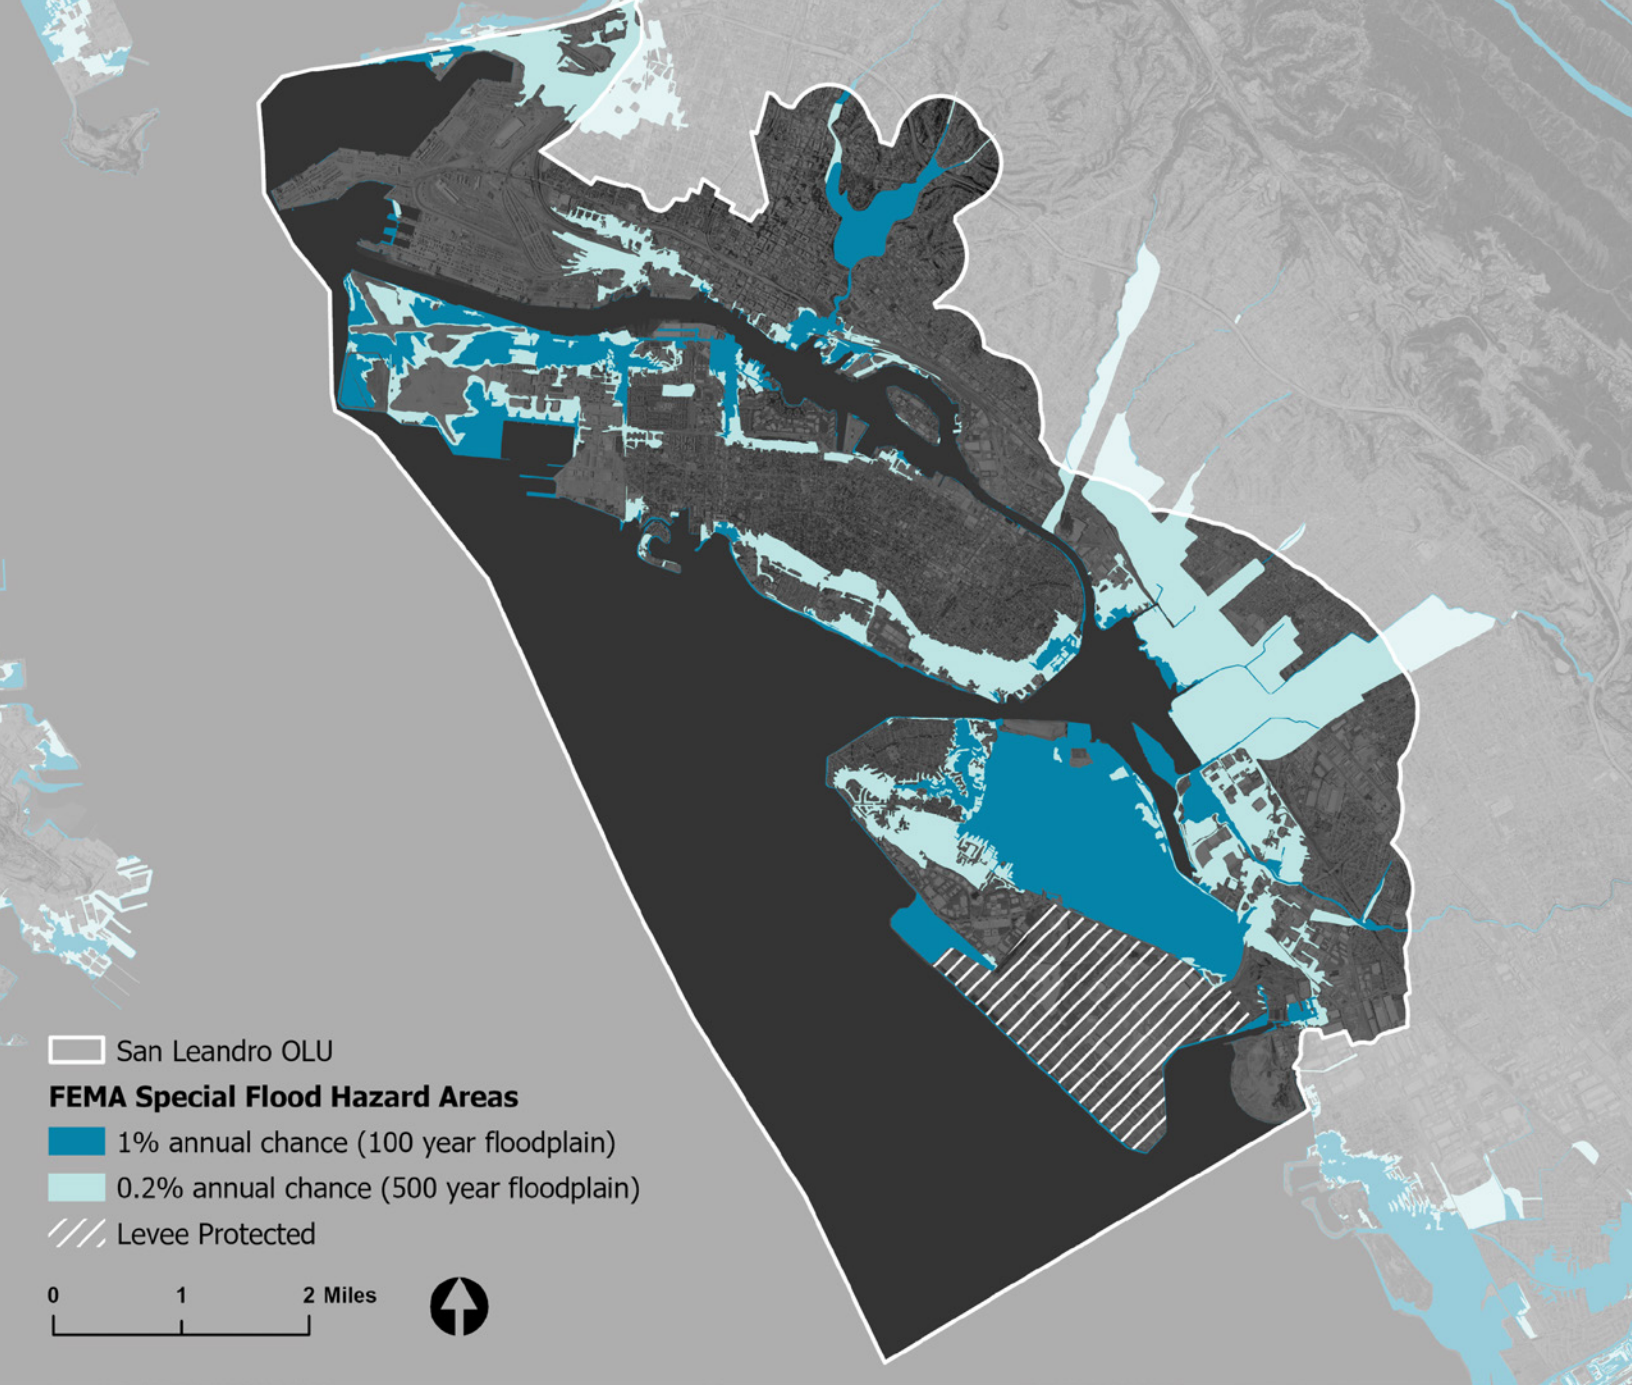 San Leandro OLU
FEMA Special Flood Hazard Areas
1% annual chance (100 year floodplain)
0.2% annual chance (500 year floodplain)
Levee Protected
0 1 2 Miles